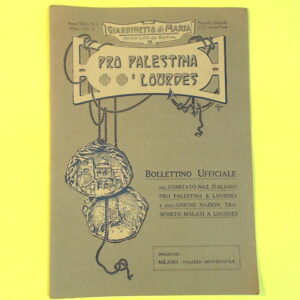 GIARDINETTO DI MARIA
PRO PALESTINA
E LOURDES
BOLLETTINO UFFICIALE
DEL COMITATO NAZ. ITALIANO
PRO PALESTINA E LOURDES
E DELL'UNIONE NAZION. TRA-
SPORTO MALATI A LOURDES
DIREZIONE:
MILANO - PALAZZO ARCIVESCOVILE